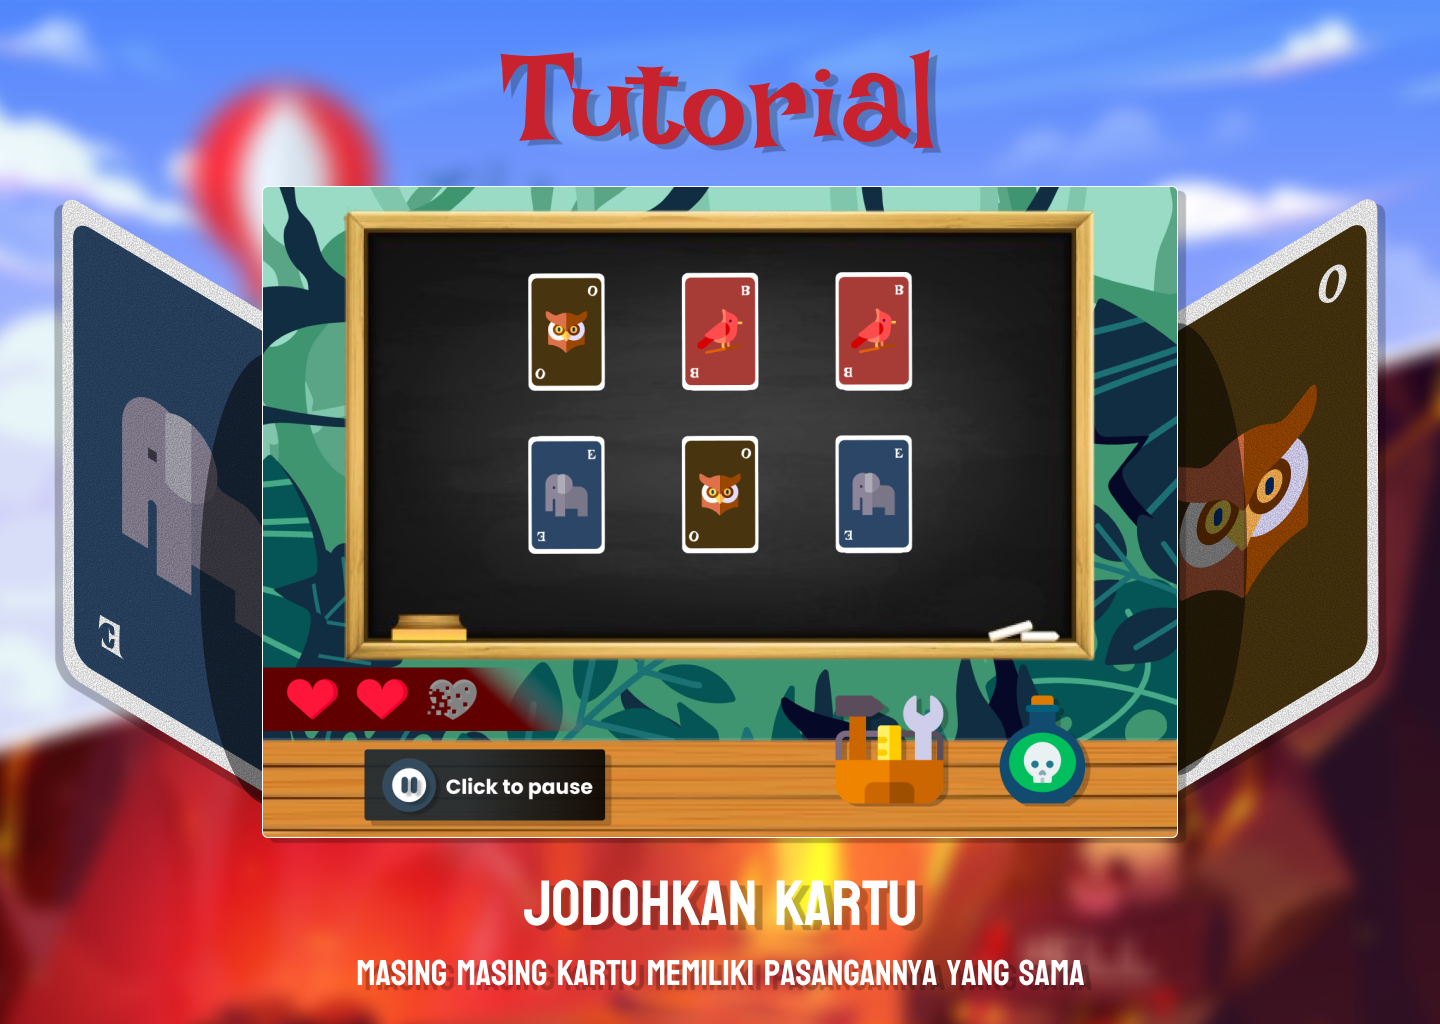 Tutorial
O
O B B
O B B
E O E
E O E
E
Click to pause
JODOHKAN KARTU
MASING MASING KARTU MEMILIKI PASANGANNYA YANG SAMA